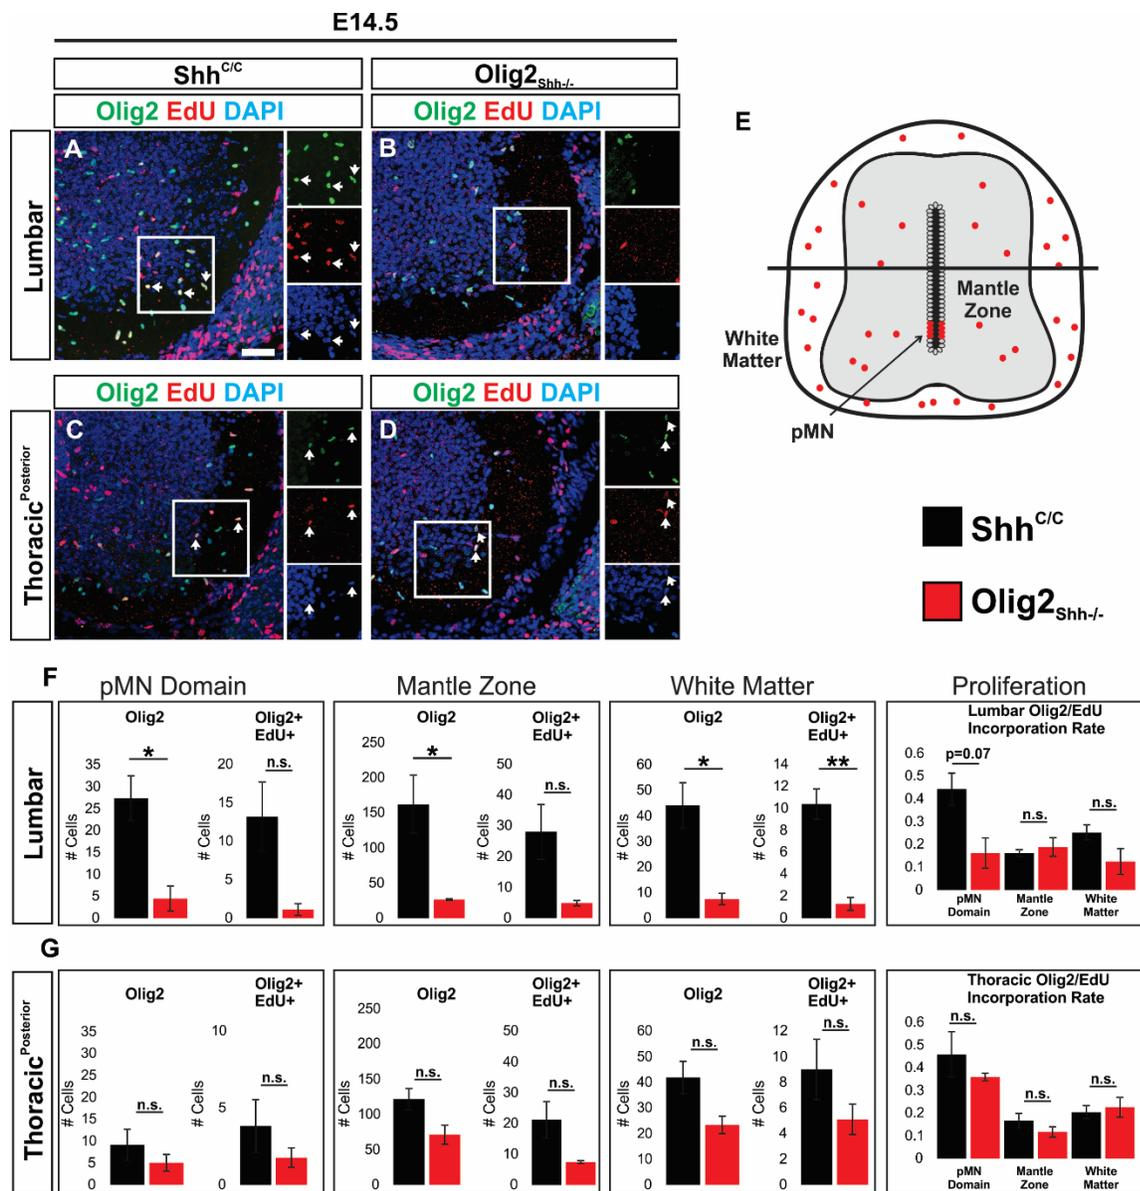 E14.5
Shh^C/C
Olig2_Shh-/-
Olig2 EdU DAPI
Olig2 EdU DAPI
Lumbar
A
B
Olig2 EdU DAPI
Olig2 EdU DAPI
Thoracic^Posterior
C
D
E
Mantle
Zone
White
Matter
pMN
Shh^C/C
Olig2_Shh-/-
F
pMN Domain
Mantle Zone
White Matter
Proliferation
Lumbar
Olig2
35
30
25
20
15
10
5
0
# Cells
*
Olig2+
EdU+
20
15
10
5
0
# Cells
n.s.
Olig2
250
200
150
100
50
0
# Cells
*
Olig2+
EdU+
50
40
30
20
10
0
# Cells
n.s.
Olig2
60
50
40
30
20
10
0
# Cells
*
Olig2+
EdU+
14
12
10
8
6
4
2
0
# Cells
**
Lumbar Olig2/EdU
Incorporation Rate
0.6
0.5
0.4
0.3
0.2
0.1
0
p=0.07
n.s.
n.s.
pMN
Domain
Mantle
Zone
White
Matter
G
Thoracic^Posterior
Olig2
35
30
25
20
15
10
5
0
# Cells
n.s.
Olig2+
EdU+
10
5
0
# Cells
n.s.
Olig2
250
200
150
100
50
0
# Cells
n.s.
Olig2+
EdU+
50
40
30
20
10
0
# Cells
n.s.
Olig2
60
50
40
30
20
10
0
# Cells
n.s.
Olig2+
EdU+
12
10
8
6
4
2
0
# Cells
n.s.
Thoracic Olig2/EdU
Incorporation Rate
0.6
0.5
0.4
0.3
0.2
0.1
0
n.s.
n.s.
n.s.
pMN
Domain
Mantle
Zone
White
Matter